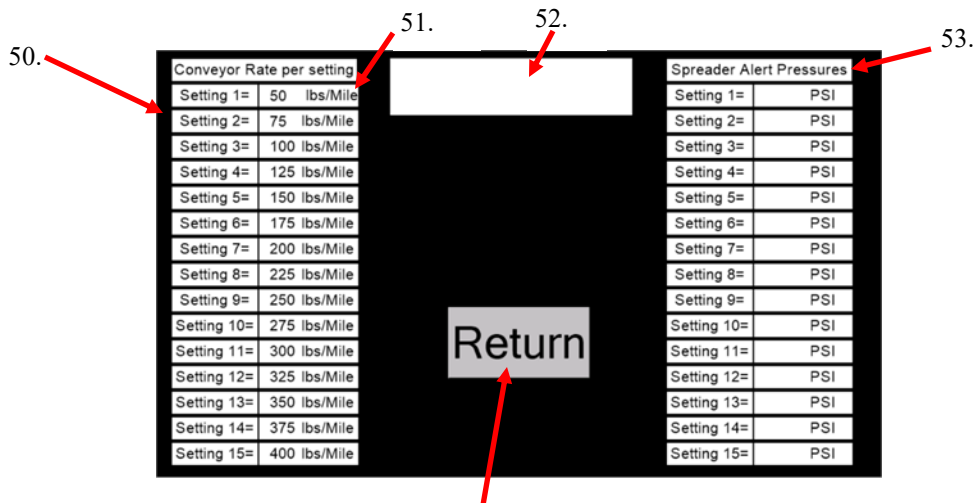 50.
51.
52.
53.
Conveyor Rate per setting
Setting 1= 50 lbs/Mile
Setting 2= 75 lbs/Mile
Setting 3= 100 lbs/Mile
Setting 4= 125 lbs/Mile
Setting 5= 150 lbs/Mile
Setting 6= 175 lbs/Mile
Setting 7= 200 lbs/Mile
Setting 8= 225 lbs/Mile
Setting 9= 250 lbs/Mile
Setting 10= 275 lbs/Mile
Setting 11= 300 lbs/Mile
Setting 12= 325 lbs/Mile
Setting 13= 350 lbs/Mile
Setting 14= 375 lbs/Mile
Setting 15= 400 lbs/Mile
Return
Spreader Alert Pressures
Setting 1= PSI
Setting 2= PSI
Setting 3= PSI
Setting 4= PSI
Setting 5= PSI
Setting 6= PSI
Setting 7= PSI
Setting 8= PSI
Setting 9= PSI
Setting 10= PSI
Setting 11= PSI
Setting 12= PSI
Setting 13= PSI
Setting 14= PSI
Setting 15= PSI